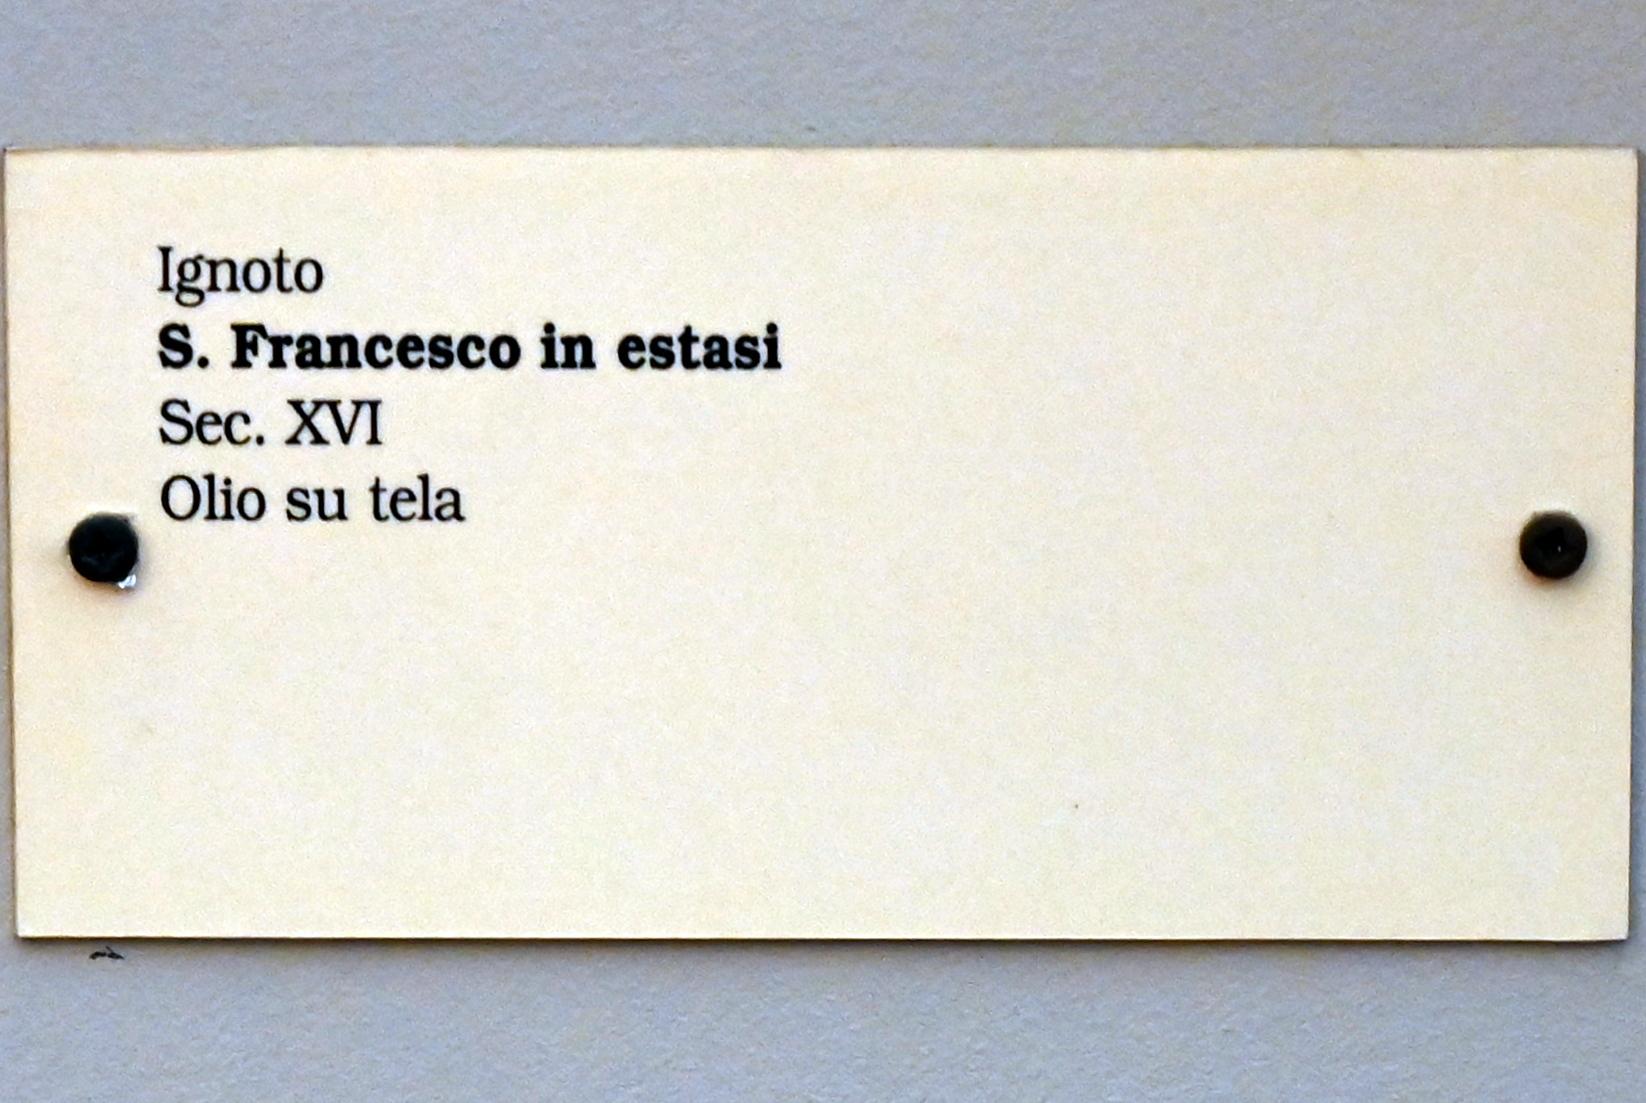 Ignoto
S. Francesco in estasi
Sec. XVI
Olio su tela